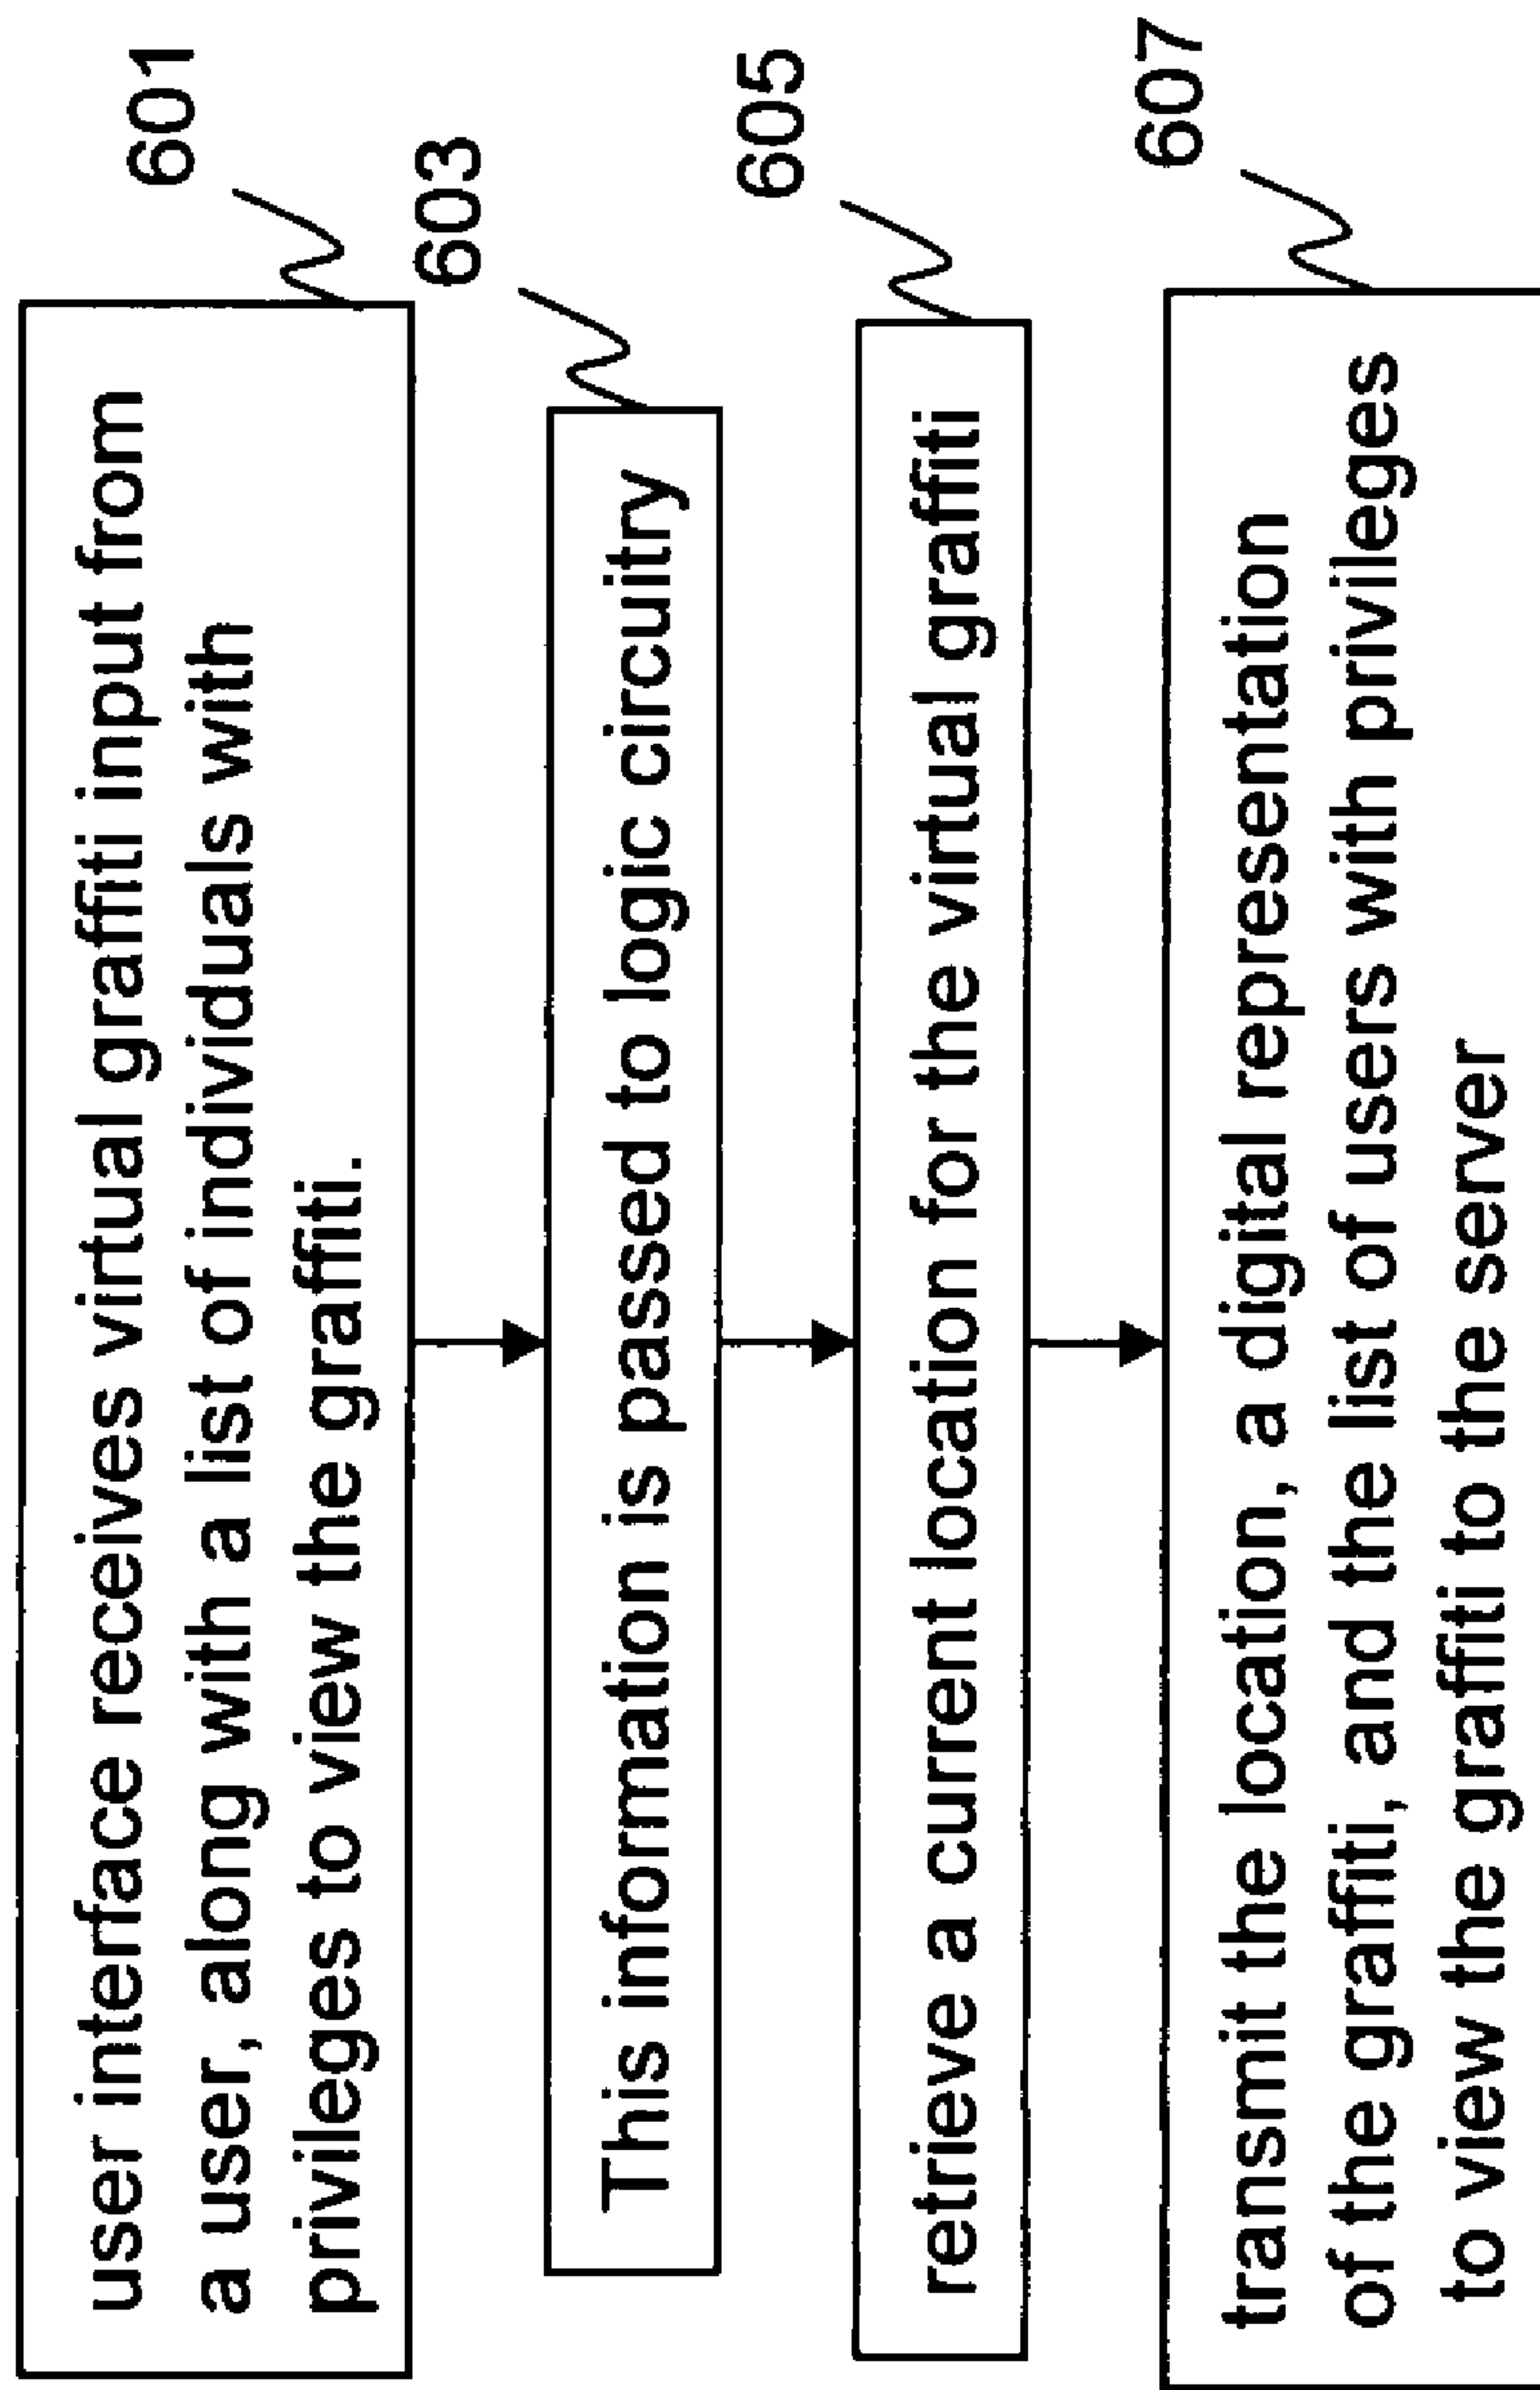 user interface receives virtual graffiti input from
a user, along with a list of individuals with
privileges to view the graffiti.
601
This information is passed to logic circuitry
603
retrieve a current location for the virtual graffiti
605
transmit the location, a digital representation
of the graffiti, and the list of users with privileges
to view the graffiti to the server
607